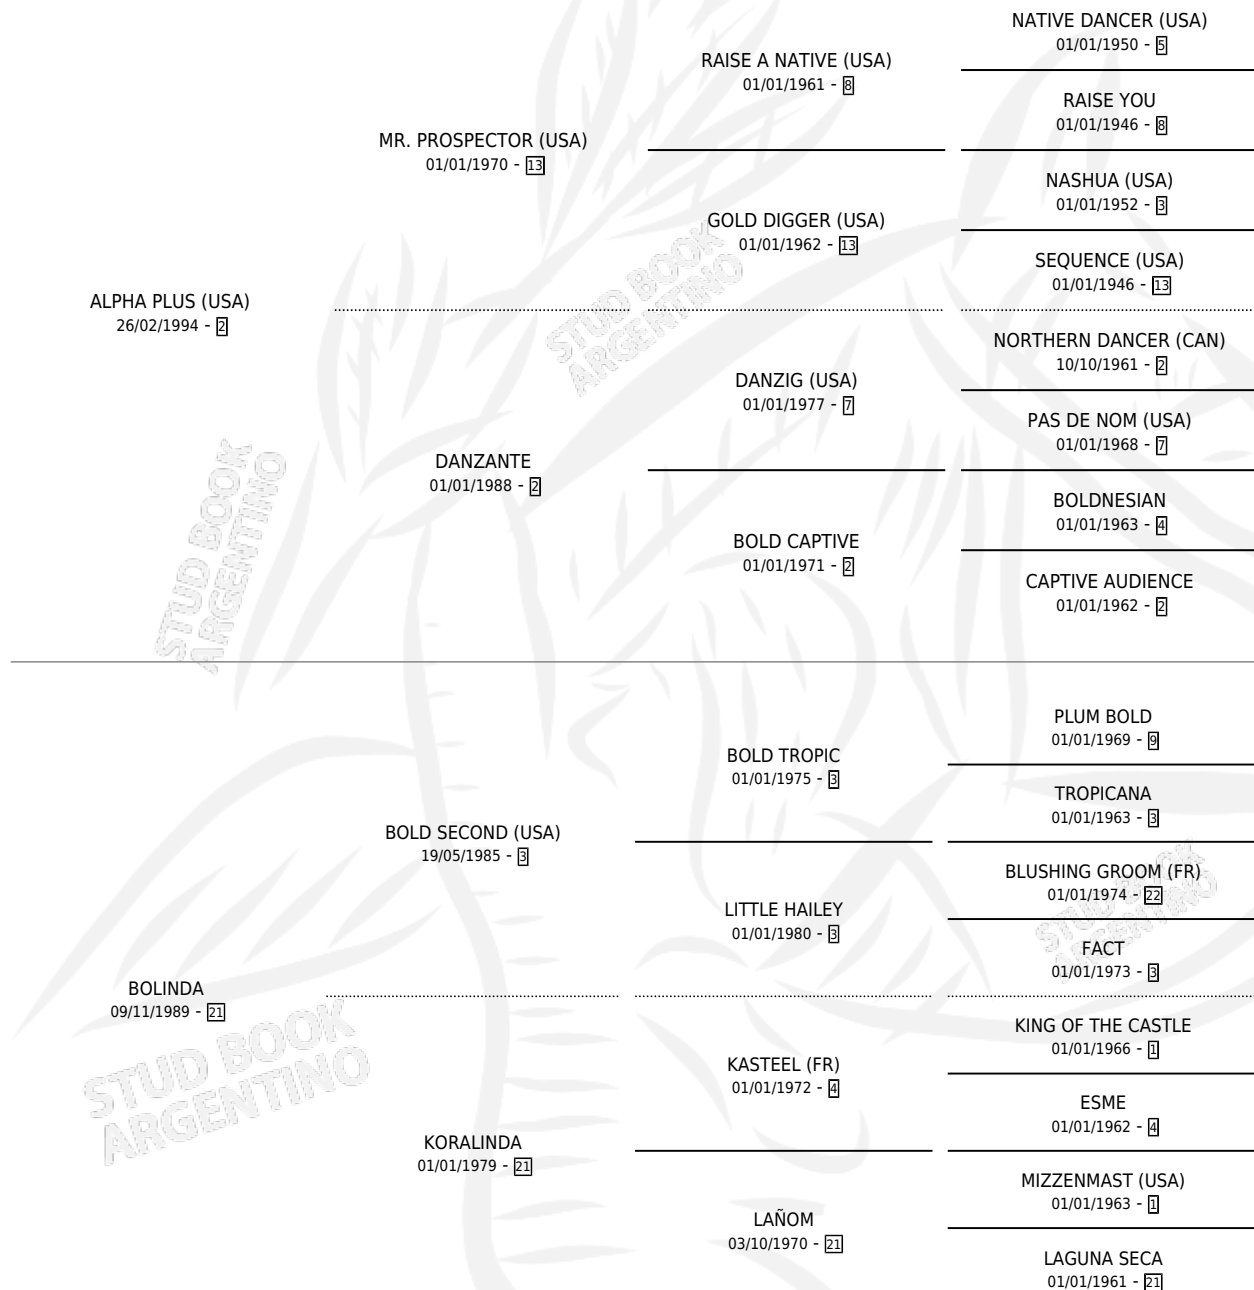 NATIVE DANCER (USA)
01/01/1950 - 5
RAISE A NATIVE (USA)
01/01/1961 - 8
RAISE YOU
01/01/1946 - 8
MR. PROSPECTOR (USA)
01/01/1970 - 13
NASHUA (USA)
01/01/1952 - 3
GOLD DIGGER (USA)
01/01/1962 - 13
SEQUENCE (USA)
01/01/1946 - 13
ALPHA PLUS (USA)
26/02/1994 - 2
NORTHERN DANCER (CAN)
10/10/1961 - 2
DANZIG (USA)
01/01/1977 - 7
PAS DE NOM (USA)
01/01/1968 - 7
DANZANTE
01/01/1988 - 2
BOLDNESIAN
01/01/1963 - 4
BOLD CAPTIVE
01/01/1971 - 2
CAPTIVE AUDIENCE
01/01/1962 - 2
PLUM BOLD
01/01/1969 - 9
BOLD TROPIC
01/01/1975 - 3
TROPICANA
01/01/1963 - 3
BOLD SECOND (USA)
19/05/1985 - 3
BLUSHING GROOM (FR)
01/01/1974 - 22
LITTLE HAILEY
01/01/1980 - 3
FACT
01/01/1973 - 3
BOLINDA
09/11/1989 - 21
KING OF THE CASTLE
01/01/1966 - 1
KASTEEL (FR)
01/01/1972 - 4
ESME
01/01/1962 - 4
KORALINDA
01/01/1979 - 21
MIZZENMAST (USA)
01/01/1963 - 1
LAÑOM
03/10/1970 - 21
LAGUNA SECA
01/01/1961 - 21
STUD BOOK
ARGENTINO
STUD BOOK
ARGENTINO
STUD BOOK
ARGENTINO
STUD BOOK
ARGENTINO